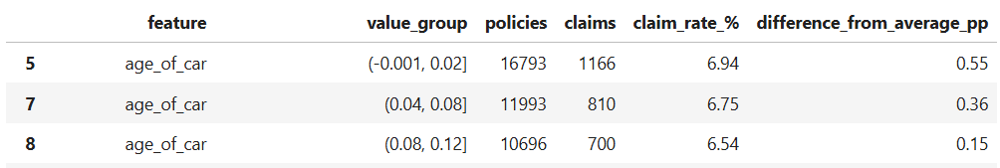 feature value_group policies claims claim_rate_% difference_from_average_pp
5 age_of_car (-0.001, 0.02] 16793 1166 6.94 0.55
7 age_of_car (0.04, 0.08] 11993 810 6.75 0.36
8 age_of_car (0.08, 0.12] 10696 700 6.54 0.15